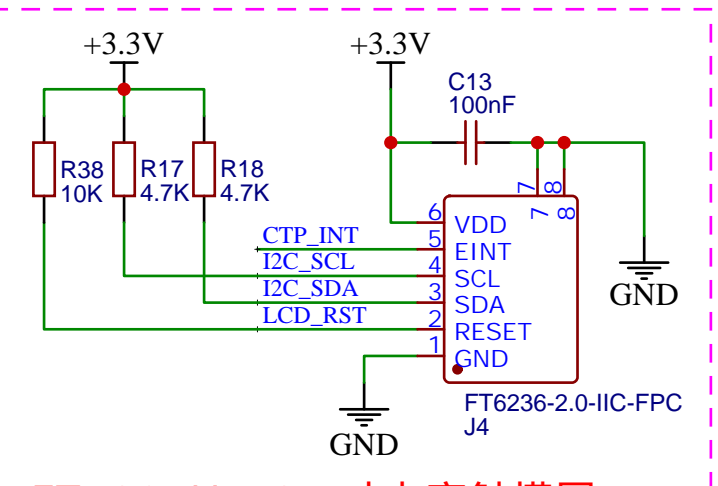 +3.3V
+3.3V
C13
100nF
R38
10K
R17
4.7K
R18
4.7K
7
8
7
8
6
VDD
CTP_INT
5
EINT
I2C_SCL
4
SCL
I2C_SDA
3
SDA
LCD_RST
2
RESET
1
GND
GND
GND
FT6236-2.0-IIC-FPC
J4